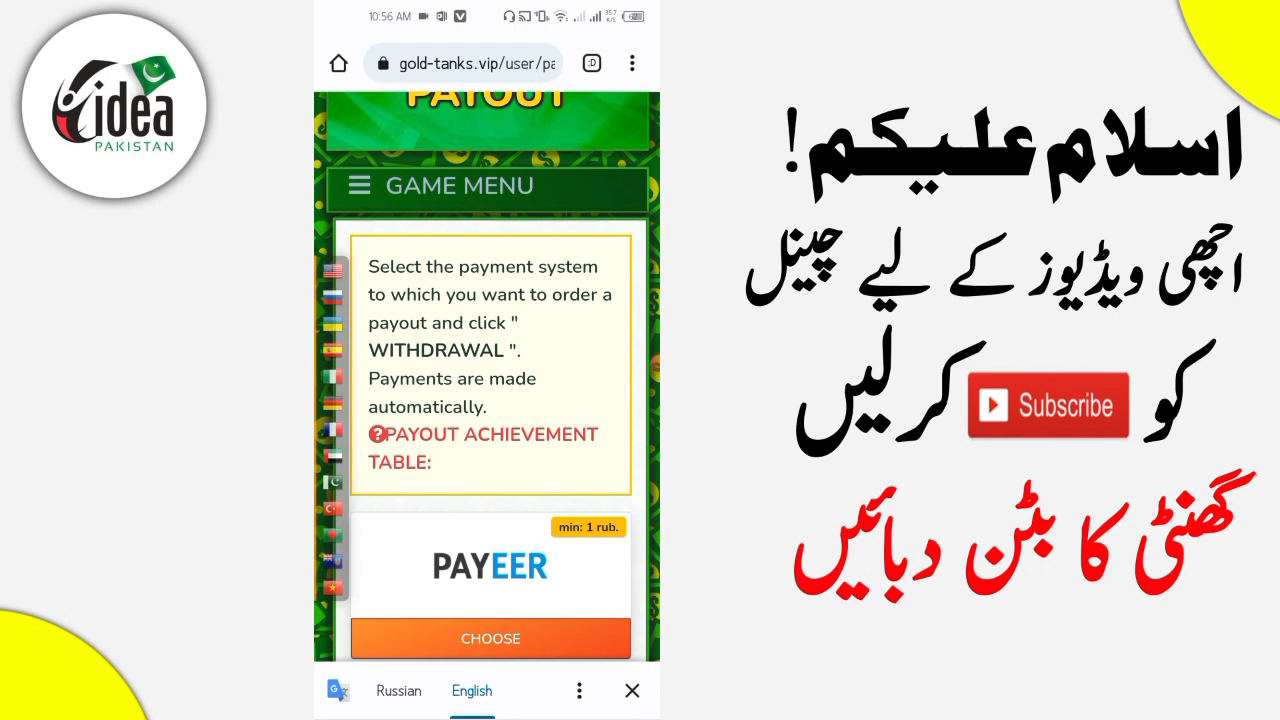 idea
PAKISTAN
10:56 AM
35.7
K/S
gold-tanks.vip/user/pa
:D
PAYOUT
GAME MENU
Select the payment system
to which you want to order a
payout and click "
WITHDRAWAL ".
Payments are made
automatically.
PAYOUT ACHIEVEMENT
TABLE:
min: 1 rub.
PAYEER
CHOOSE
Russian
English
اسلام علیکم!
اچھی ویڈیوز کے لیے چینل
کو Subscribe کرلیں
گھنٹی کا بٹن دبائیں